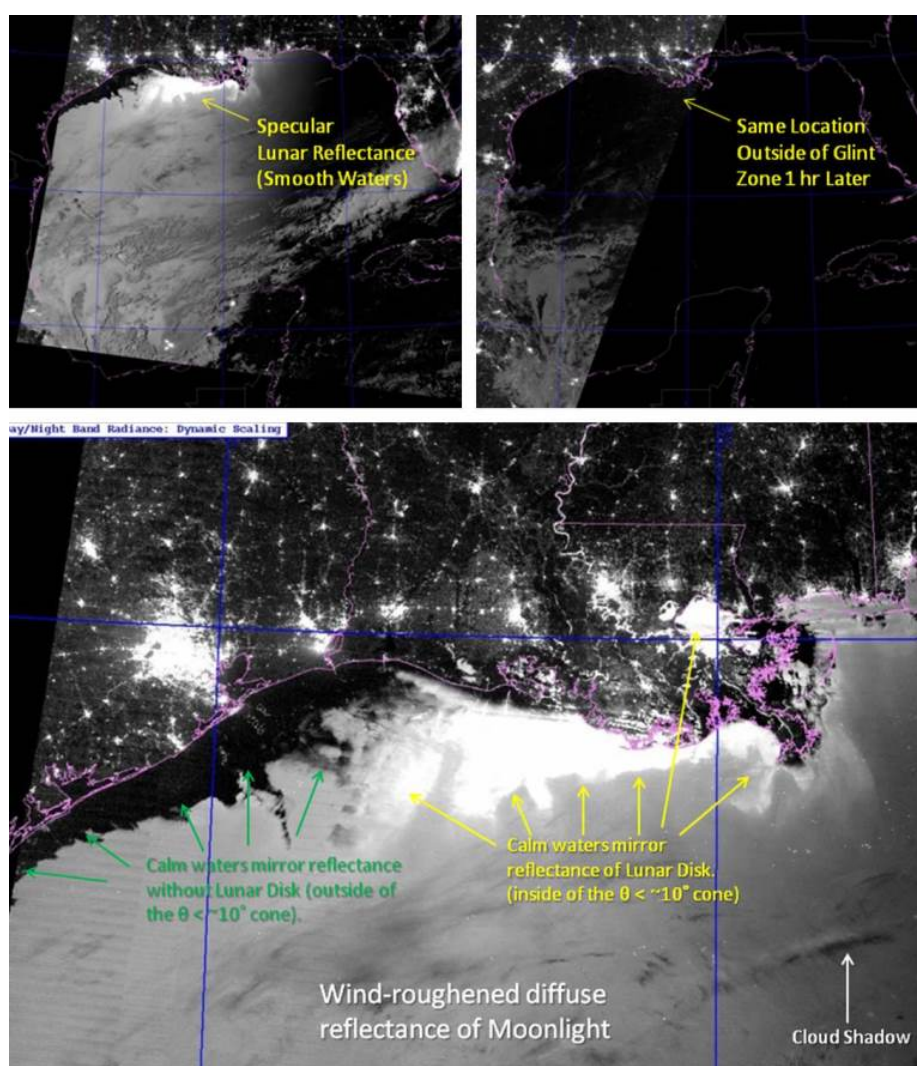 Specular
Lunar Reflectance
(Smooth Waters)
Same Location
Outside of Glint
Zone 1 hr Later
ay/Night Band Radiance: Dynamic Scaling
Calm waters mirror reflectance
without Lunar Disk (outside of
the θ < ~10° cone).
Calm waters mirror
reflectance of Lunar Disk.
(inside of the θ < ~10° cone)
Wind-roughened diffuse
reflectance of Moonlight
Cloud Shadow